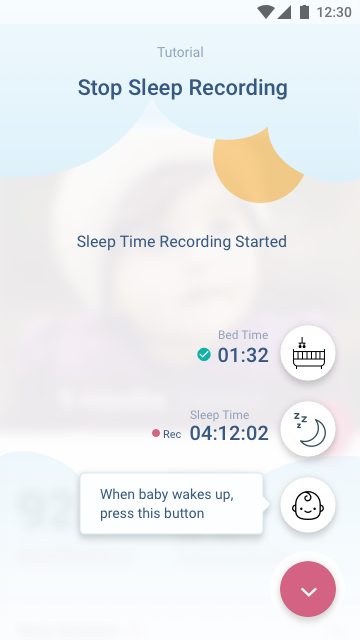 12:30
Tutorial
Stop Sleep Recording
Sleep Time Recording Started
Bed Time
01:32
Sleep Time
Rec 04:12:02
When baby wakes up,
press this button